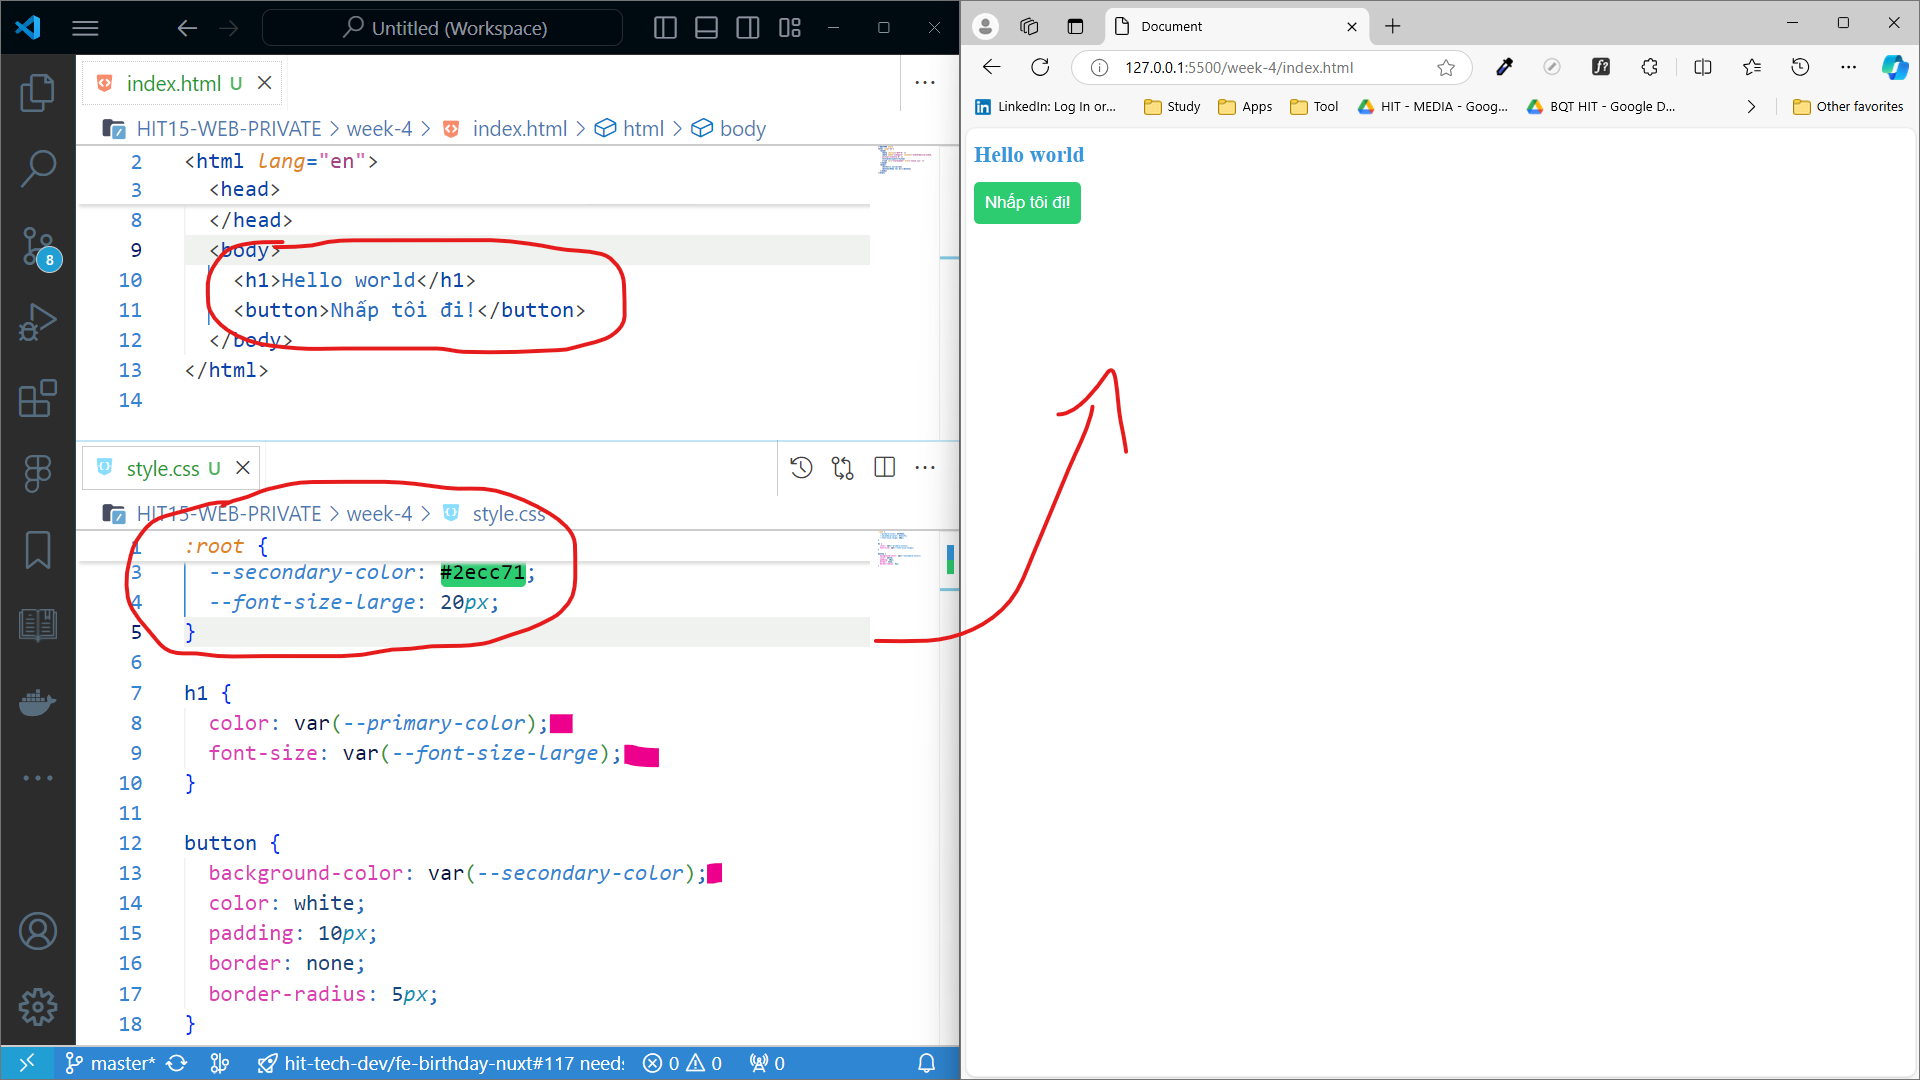 Untitled (Workspace)
index.html U
HIT15-WEB-PRIVATE > week-4 > index.html > html > body
2 <html lang="en">
3 <head>
8 </head>
9 <body>
10 <h1>Hello world</h1>
11 <button>Nhấp tôi đi!</button>
12 </body>
13 </html>
14
style.css U
HIT15-WEB-PRIVATE > week-4 > style.css
1 :root {
3 --secondary-color: #2ecc71;
4 --font-size-large: 20px;
5 }
6
7 h1 {
8 color: var(--primary-color);
9 font-size: var(--font-size-large);
10 }
11
12 button {
13 background-color: var(--secondary-color);
14 color: white;
15 padding: 10px;
16 border: none;
17 border-radius: 5px;
18 }
8
master* hit-tech-dev/fe-birthday-nuxt#117 needs 0 0 0
Document
127.0.0.1:5500/week-4/index.html
LinkedIn: Log In or... Study Apps Tool HIT - MEDIA - Goog... BQT HIT - Google D... Other favorites
Hello world
Nhấp tôi đi!